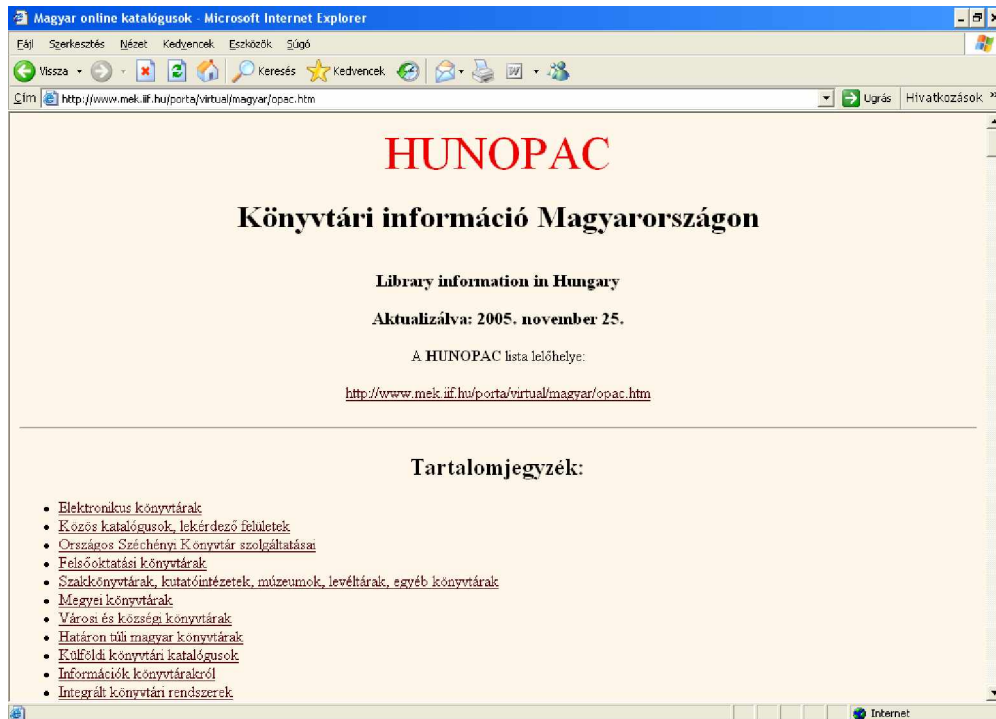 Magyar online katalógusok - Microsoft Internet Explorer
Fájl Szerkesztés Nézet Kedvencek Eszközök Súgó
Vissza Keresés Kedvencek
Cím http://www.mek.iif.hu/porta/virtual/magyar/opac.htm Ugrás Hivatkozások »
HUNOPAC
Könyvtári információ Magyarországon
Library information in Hungary
Aktualizálva: 2005. november 25.
A HUNOPAC lista lelőhelye:
http://www.mek.iif.hu/porta/virtual/magyar/opac.htm
Tartalomjegyzék:
• Elektronikus könyvtárak
• Közös katalógusok, lekérdező felületek
• Országos Széchényi Könyvtár szolgáltatásai
• Felsőoktatási könyvtárak
• Szakkönyvtárak, kutatóintézetek, múzeumok, levéltárak, egyéb könyvtárak
• Megyei könyvtárak
• Városi és községi könyvtárak
• Határon túli magyar könyvtárak
• Külföldi könyvtári katalógusok
• Információk könyvtárakról
• Integrált könyvtári rendszerek
Internet